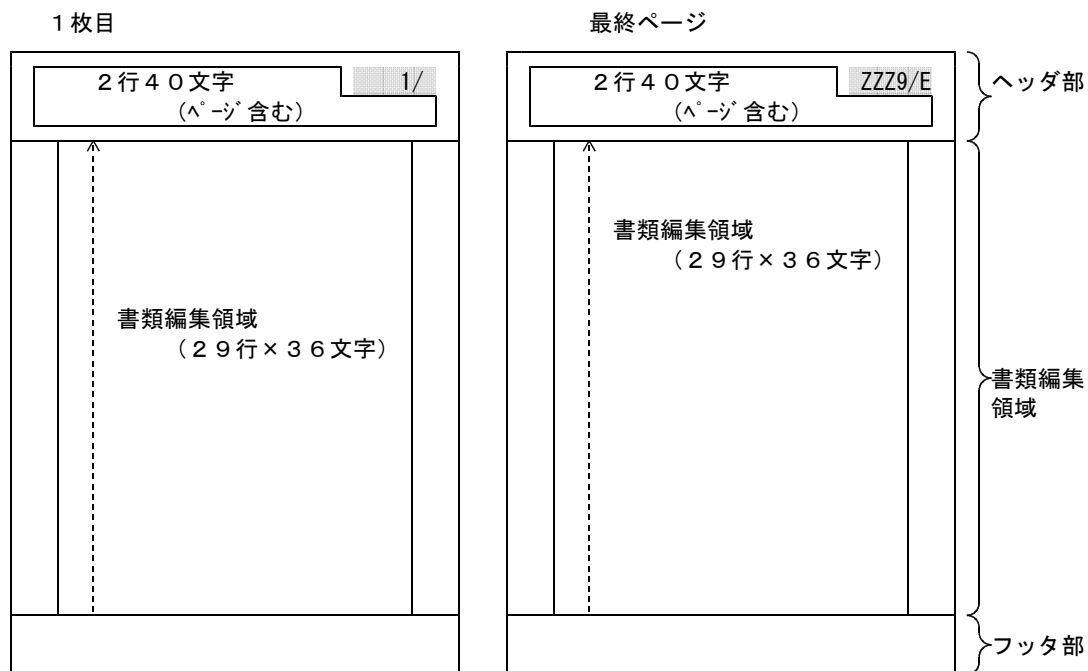 １枚目
２行４０文字 1/
(ﾍﾟｰｼﾞ含む)
書類編集領域
（２９行×３６文字）
最終ページ
２行４０文字 ZZZ9/E
(ﾍﾟｰｼﾞ含む)
書類編集領域
（２９行×３６文字）
ヘッダ部
書類編集
領域
フッタ部